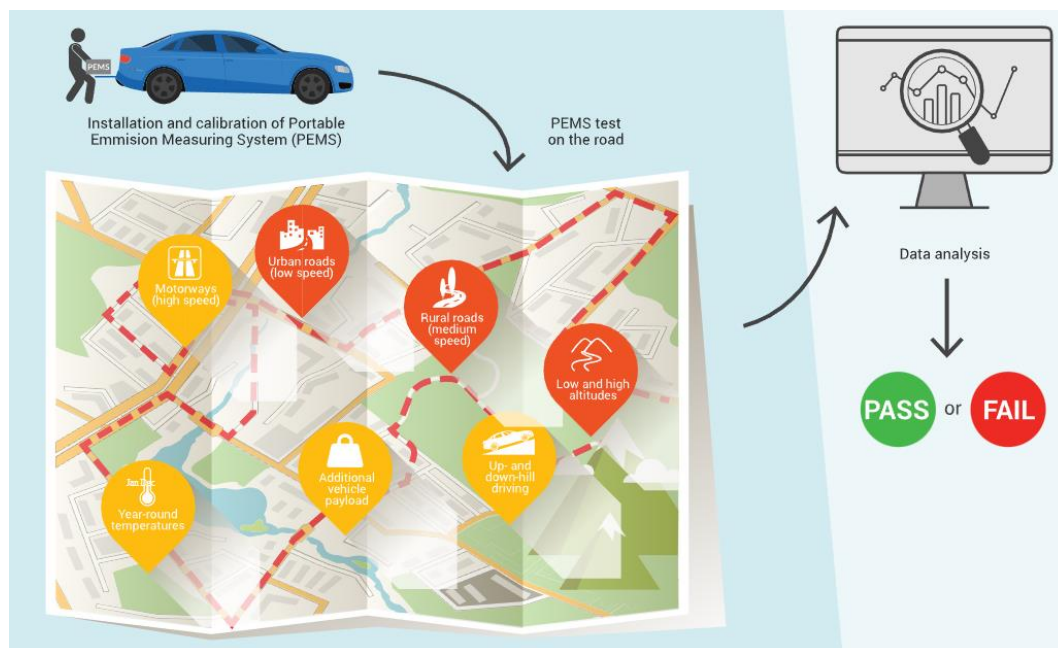 PEMS
Installation and calibration of Portable
Emmision Measuring System (PEMS)
PEMS test
on the road
Motorways
(high speed)
Urban roads
(low speed)
Rural roads
(medium
speed)
Low and high
altitudes
Jan Dec
Year-round
temperatures
Additional
vehicle
payload
Up- and
down-hill
driving
Data analysis
PASS or FAIL